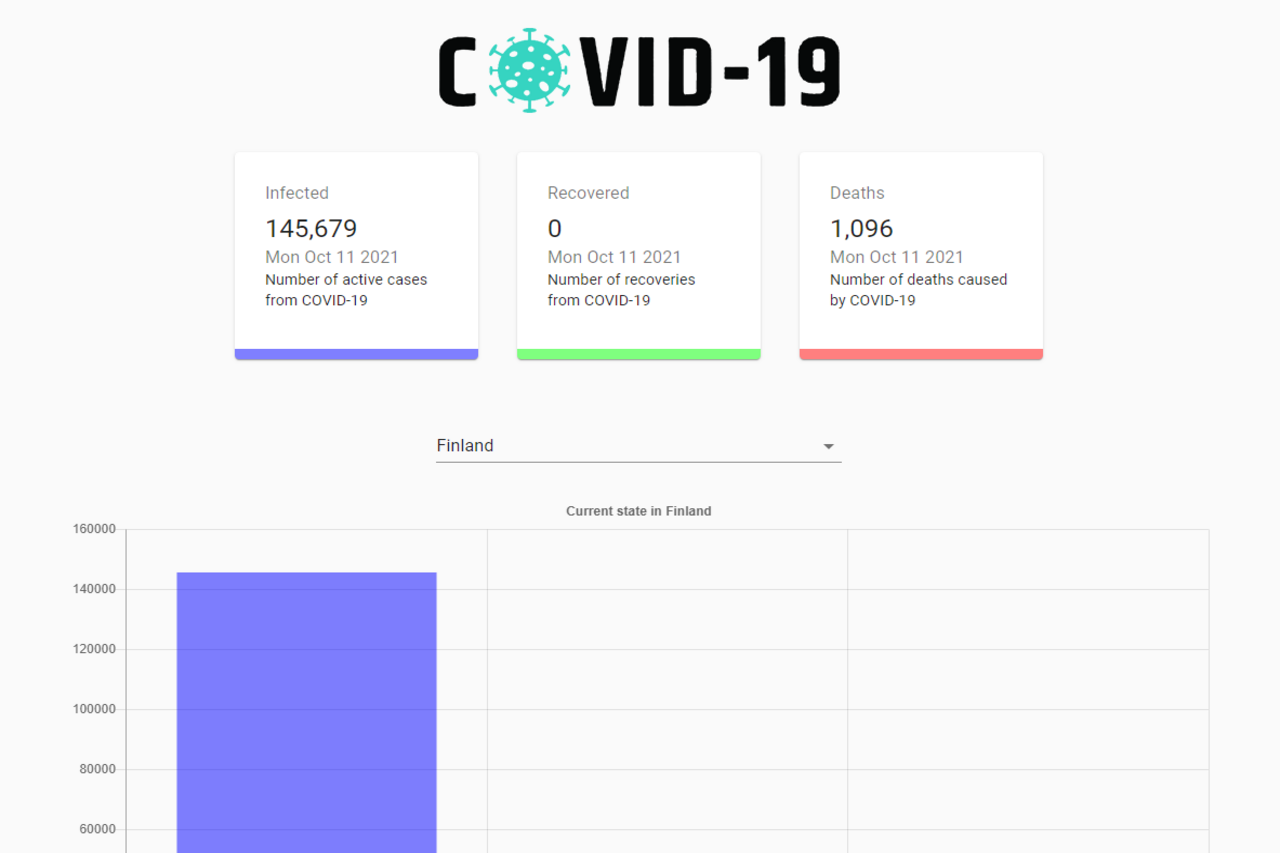 COVID-19
Infected
145,679
Mon Oct 11 2021
Number of active cases
from COVID-19
Recovered
0
Mon Oct 11 2021
Number of recoveries
from COVID-19
Deaths
1,096
Mon Oct 11 2021
Number of deaths caused
by COVID-19
Finland
Current state in Finland
160000
140000
120000
100000
80000
60000